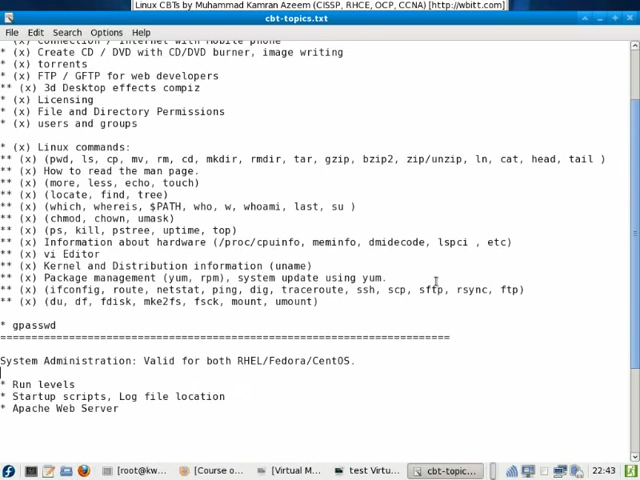 Linux CBTs by Muhammad Kamran Azeem (CISSP, RHCE, OCP, CCNA) [http://wbitt.com]
cbt-topics.txt
File Edit Search Options Help
* (x) Connection / Internet with Mobile phone
* (x) Create CD / DVD with CD/DVD burner, image writing
* (x) torrents
* (x) FTP / GFTP for web developers
** (x) 3d Desktop effects compiz
* (x) Licensing
* (x) File and Directory Permissions
* (x) users and groups
* (x) Linux commands:
** (x) (pwd, ls, cp, mv, rm, cd, mkdir, rmdir, tar, gzip, bzip2, zip/unzip, ln, cat, head, tail )
** (x) How to read the man page.
** (x) (more, less, echo, touch)
** (x) (locate, find, tree)
** (x) (which, whereis, $PATH, who, w, whoami, last, su )
** (x) (chmod, chown, umask)
** (x) (ps, kill, pstree, uptime, top)
** (x) Information about hardware (/proc/cpuinfo, meminfo, dmidecode, lspci , etc)
** (x) vi Editor
** (x) Kernel and Distribution information (uname)
** (x) Package management (yum, rpm), system update using yum.
** (x) (ifconfig, route, netstat, ping, dig, traceroute, ssh, scp, sftp, rsync, ftp)
** (x) (du, df, fdisk, mke2fs, fsck, mount, umount)
* gpasswd
========================================================================
System Administration: Valid for both RHEL/Fedora/CentOS.
* Run levels
* Startup scripts, Log file location
* Apache Web Server
[root@kw... [Course o... [Virtual M... test Virtu... cbt-topic... 22:43